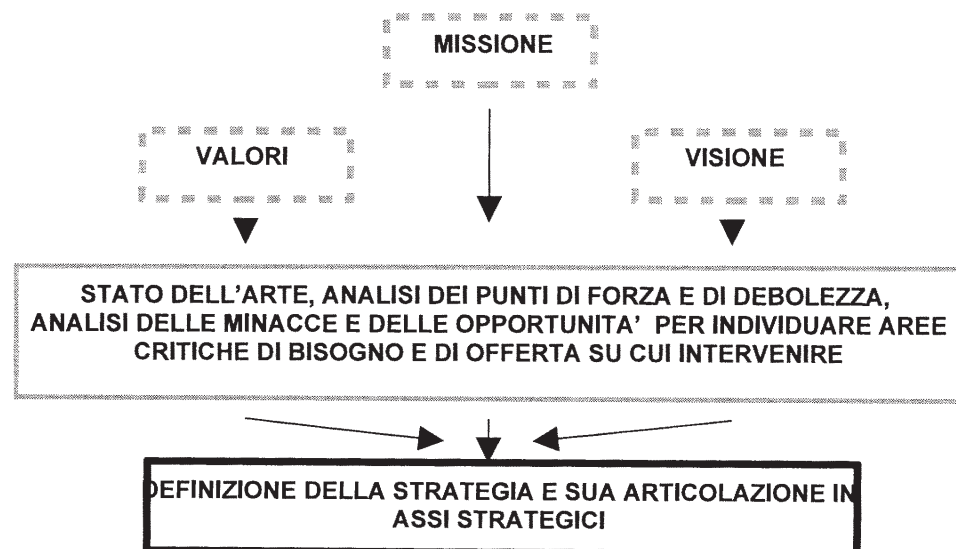 MISSIONE
VALORI
VISIONE
STATO DELL'ARTE, ANALISI DEI PUNTI DI FORZA E DI DEBOLEZZA,
ANALISI DELLE MINACCE E DELLE OPPORTUNITA' PER INDIVIDUARE AREE
CRITICHE DI BISOGNO E DI OFFERTA SU CUI INTERVENIRE
DEFINIZIONE DELLA STRATEGIA E SUA ARTICOLAZIONE IN
ASSI STRATEGICI